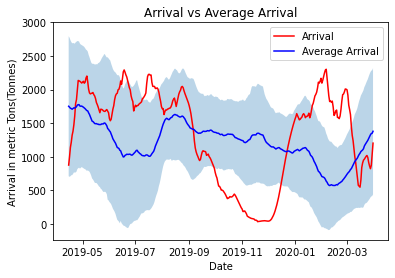 Arrival vs Average Arrival
3000
2500
2000
1500
1000
500
0
Arrival in metric Tons(Tonnes)
Arrival
Average Arrival
2019-05
2019-07
2019-09
2019-11
2020-01
2020-03
Date